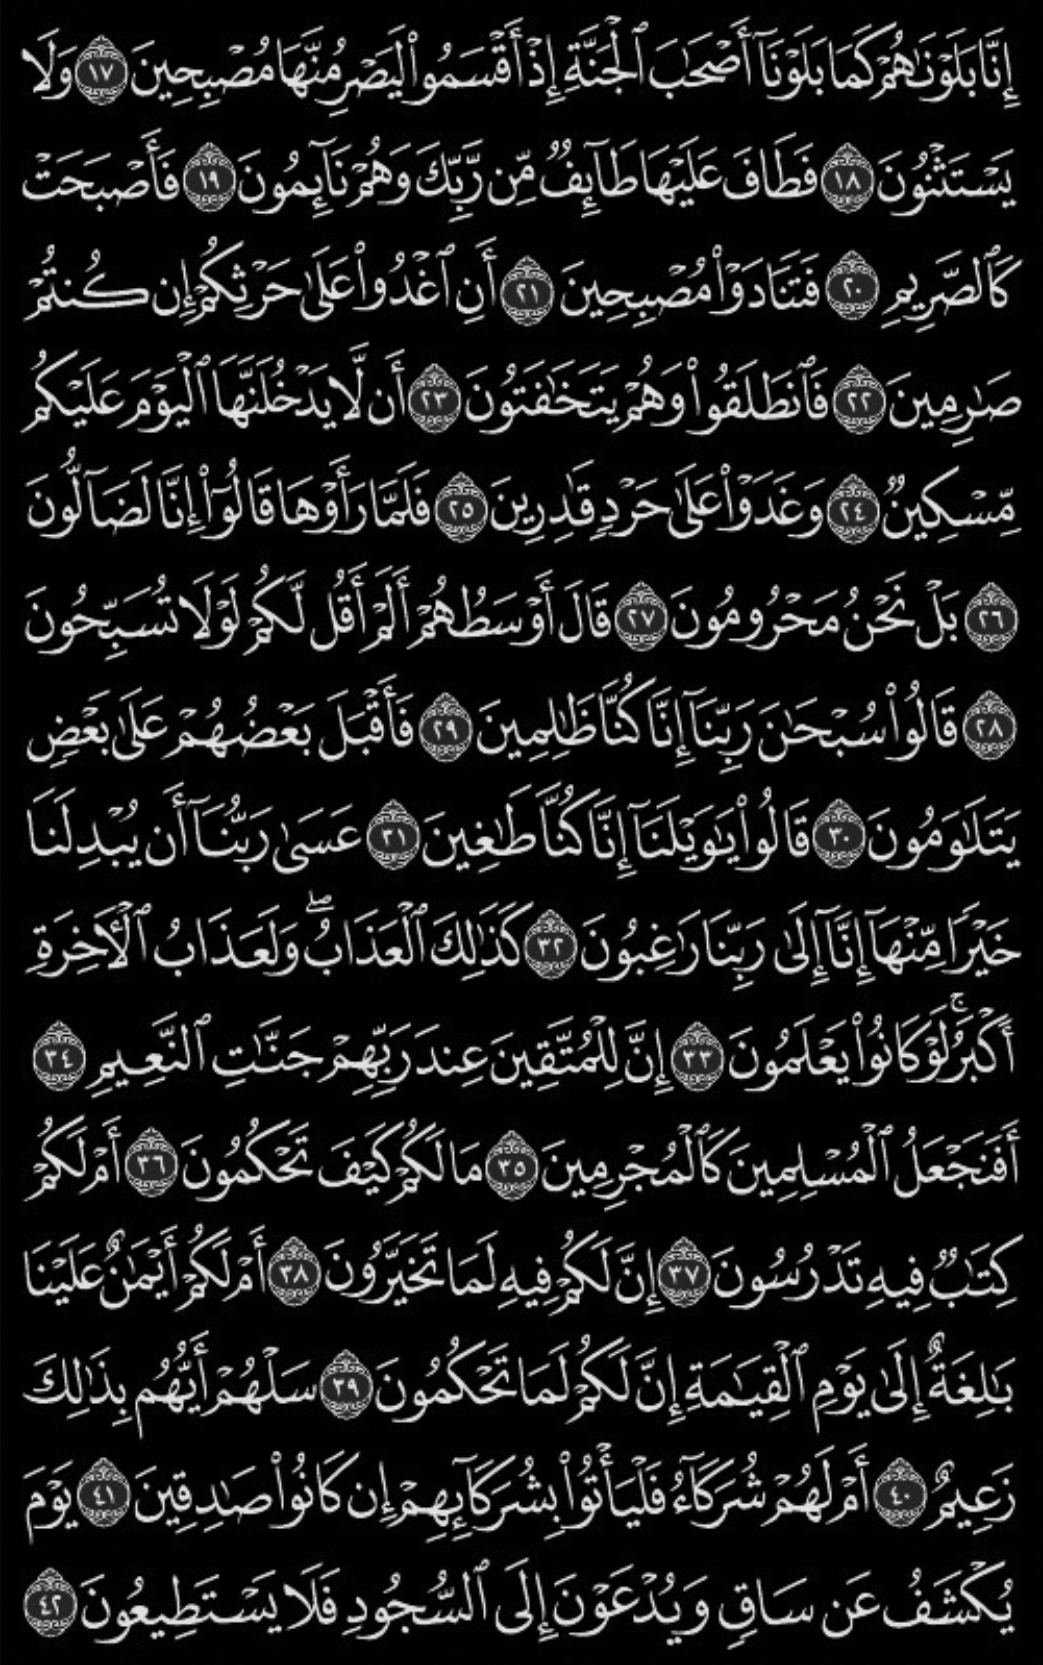 إِنَّا بَلَوْنَٰهُمْ كَمَا بَلَوْنَآ أَصْحَٰبَ ٱلْجَنَّةِ إِذْ أَقْسَمُوا۟ لَيَصْرِمُنَّهَا مُصْبِحِينَ ١٧ وَلَا
يَسْتَثْنُونَ ١٨ فَطَافَ عَلَيْهَا طَآئِفٌ مِّن رَّبِّكَ وَهُمْ نَآئِمُونَ ١٩ فَأَصْبَحَتْ
كَٱلصَّرِيمِ ٢٠ فَتَنَادَوْا۟ مُصْبِحِينَ ٢١ أَنِ ٱغْدُوا۟ عَلَىٰ حَرْثِكُمْ إِن كُنتُمْ
صَٰرِمِينَ ٢٢ فَٱنطَلَقُوا۟ وَهُمْ يَتَخَٰفَتُونَ ٢٣ أَن لَّا يَدْخُلَنَّهَا ٱلْيَوْمَ عَلَيْكُم
مِّسْكِينٌ ٢٤ وَغَدَوْا۟ عَلَىٰ حَرْدٍ قَٰدِرِينَ ٢٥ فَلَمَّا رَأَوْهَا قَالُوٓا۟ إِنَّا لَضَآلُّونَ
٢٦ بَلْ نَحْنُ مَحْرُومُونَ ٢٧ قَالَ أَوْسَطُهُمْ أَلَمْ أَقُل لَّكُمْ لَوْلَا تُسَبِّحُونَ
٢٨ قَالُوا۟ سُبْحَٰنَ رَبِّنَآ إِنَّا كُنَّا ظَٰلِمِينَ ٢٩ فَأَقْبَلَ بَعْضُهُمْ عَلَىٰ بَعْضٍ
يَتَلَٰوَمُونَ ٣٠ قَالُوا۟ يَٰوَيْلَنَآ إِنَّا كُنَّا طَٰغِينَ ٣١ عَسَىٰ رَبُّنَآ أَن يُبْدِلَنَا
خَيْرًا مِّنْهَآ إِنَّآ إِلَىٰ رَبِّنَا رَٰغِبُونَ ٣٢ كَذَٰلِكَ ٱلْعَذَابُ ۖ وَلَعَذَابُ ٱلْءَاخِرَةِ
أَكْبَرُ ۚ لَوْ كَانُوا۟ يَعْلَمُونَ ٣٣ إِنَّ لِلْمُتَّقِينَ عِندَ رَبِّهِمْ جَنَّٰتِ ٱلنَّعِيمِ ٣٤
أَفَنَجْعَلُ ٱلْمُسْلِمِينَ كَٱلْمُجْرِمِينَ ٣٥ مَا لَكُمْ كَيْفَ تَحْكُمُونَ ٣٦ أَمْ لَكُمْ
كِتَٰبٌ فِيهِ تَدْرُسُونَ ٣٧ إِنَّ لَكُمْ فِيهِ لَمَا تَخَيَّرُونَ ٣٨ أَمْ لَكُمْ أَيْمَٰنٌ عَلَيْنَا
بَٰلِغَةٌ إِلَىٰ يَوْمِ ٱلْقِيَٰمَةِ إِنَّ لَكُمْ لَمَا تَحْكُمُونَ ٣٩ سَلْهُمْ أَيُّهُم بِذَٰلِكَ
زَعِيمٌ ٤٠ أَمْ لَهُمْ شُرَكَآءُ فَلْيَأْتُوا۟ بِشُرَكَآئِهِمْ إِن كَانُوا۟ صَٰدِقِينَ ٤١ يَوْمَ
يُكْشَفُ عَن سَاقٍ وَيُدْعَوْنَ إِلَى ٱلسُّجُودِ فَلَا يَسْتَطِيعُونَ ٤٢